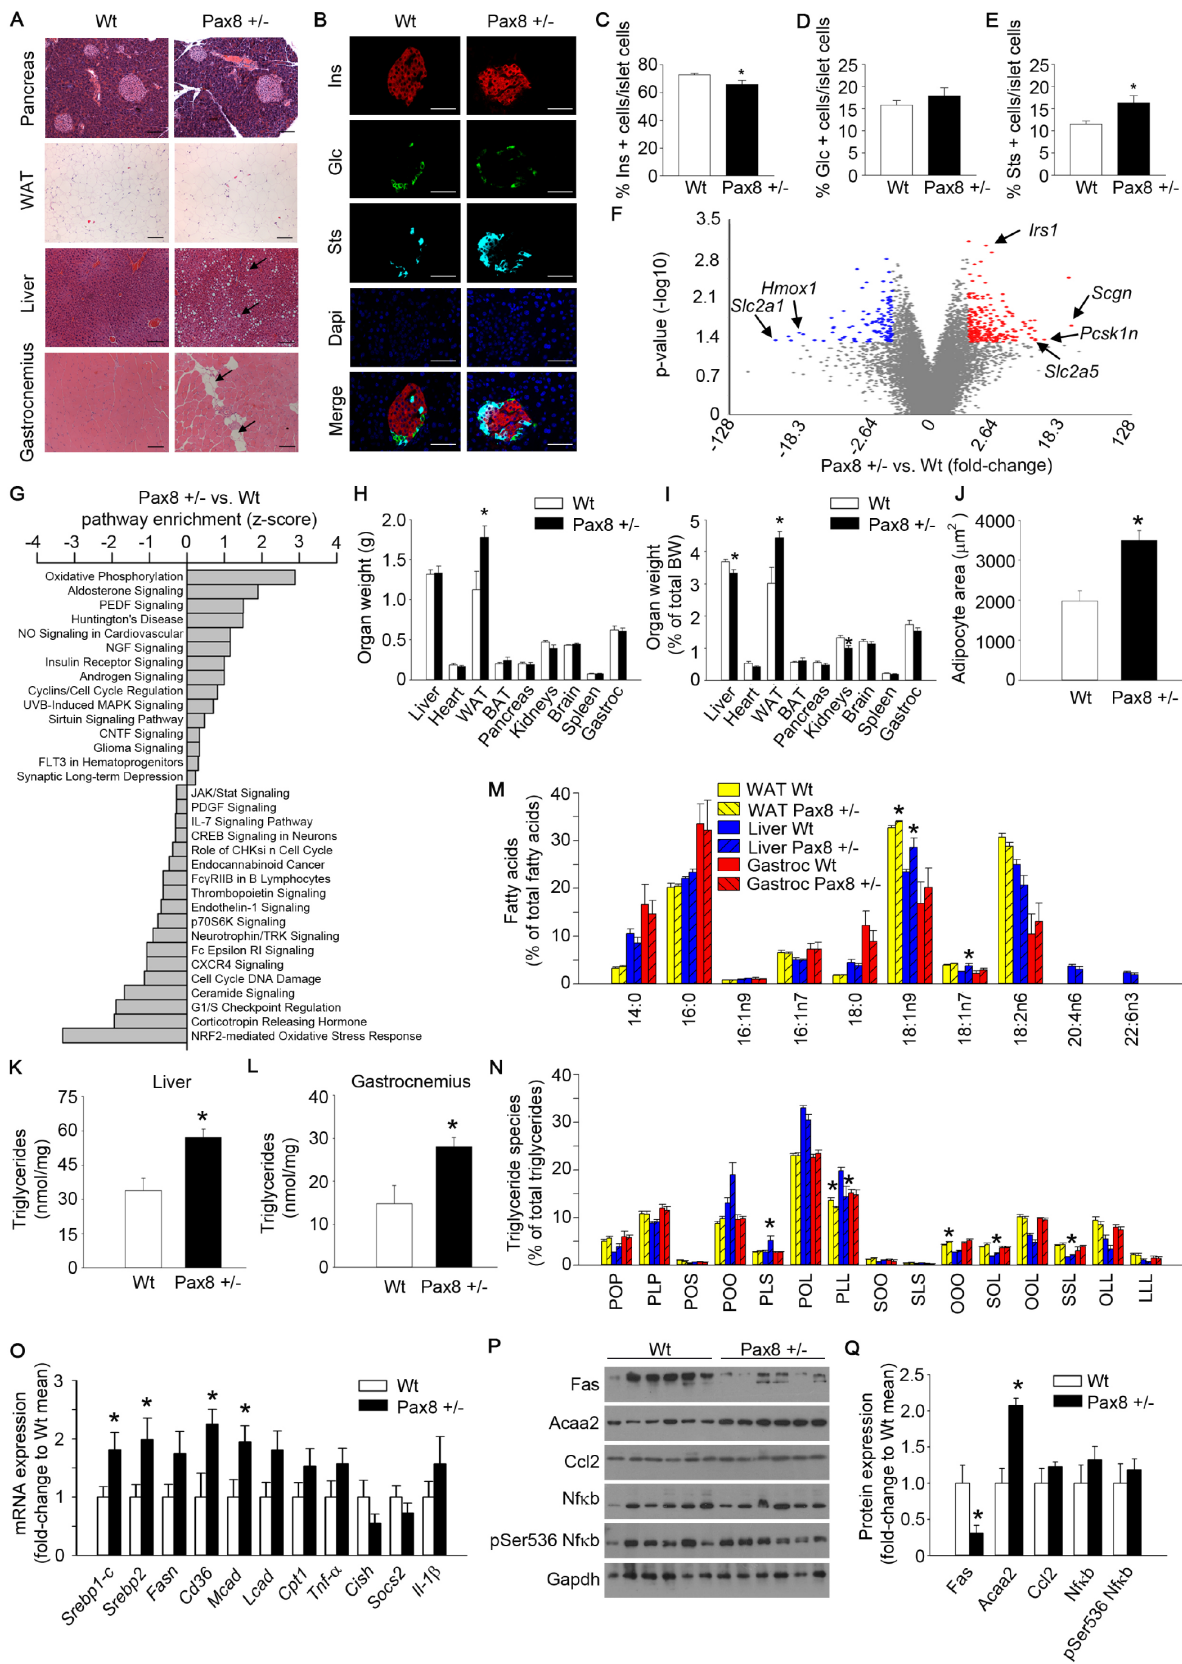 A
Wt
Pax8 +/-
Pancreas
WAT
Liver
Gastrocnemius
B
Wt
Pax8 +/-
Ins
Glc
Sts
Dapi
Merge
C
% Ins + cells/islet cells
80
60
40
20
0
*
Wt
Pax8 +/-
D
% Glc + cells/islet cells
25
20
15
10
5
0
Wt
Pax8 +/-
E
% Sts + cells/islet cells
25
20
15
10
5
0
*
Wt
Pax8 +/-
F
p-value (-log10)
3.5
2.8
2.1
1.4
0.7
0
Irs1
Hmox1
Slc2a1
Scgn
Pcsk1n
Slc2a5
-128
-18.3
-2.64
0
2.64
18.3
128
Pax8 +/- vs. Wt (fold-change)
G
Pax8 +/- vs. Wt
pathway enrichment (z-score)
-4 -3 -2 -1 0 1 2 3 4
Oxidative Phosphorylation
Aldosterone Signaling
PEDF Signaling
Huntington's Disease
NO Signaling in Cardiovascular
NGF Signaling
Insulin Receptor Signaling
Androgen Signaling
Cyclins/Cell Cycle Regulation
UVB-Induced MAPK Signaling
Sirtuin Signaling Pathway
CNTF Signaling
Glioma Signaling
FLT3 in Hematoprogenitors
Synaptic Long-term Depression
JAK/Stat Signaling
PDGF Signaling
IL-7 Signaling Pathway
CREB Signaling in Neurons
Role of CHKsi n Cell Cycle
Endocannabinoid Cancer
FcγRIIB in B Lymphocytes
Thrombopoietin Signaling
Endothelin-1 Signaling
p70S6K Signaling
Neurotrophin/TRK Signaling
Fc Epsilon RI Signaling
CXCR4 Signaling
Cell Cycle DNA Damage
Ceramide Signaling
G1/S Checkpoint Regulation
Corticotropin Releasing Hormone
NRF2-mediated Oxidative Stress Response
H
Wt
Pax8 +/-
Organ weight (g)
2.0
1.5
1.0
0.5
0
*
Liver
Heart
WAT
BAT
Pancreas
Kidneys
Brain
Spleen
Gastroc
I
Wt
Pax8 +/-
Organ weight
(% of total BW)
5
4
3
2
1
0
* * *
Liver
Heart
WAT
BAT
Pancreas
Kidneys
Brain
Spleen
Gastroc
J
Adipocyte area (μm²)
4000
3000
2000
1000
0
*
Wt
Pax8 +/-
K
Liver
Triglycerides
(nmol/mg)
75
60
45
30
15
0
*
Wt
Pax8 +/-
L
Gastrocnemius
Triglycerides
(nmol/mg)
40
30
20
10
0
*
Wt
Pax8 +/-
M
WAT Wt
WAT Pax8 +/-
Liver Wt
Liver Pax8 +/-
Gastroc Wt
Gastroc Pax8 +/-
Fatty acids
(% of total fatty acids)
40
30
20
10
0
* * *
14:0
16:0
16:1n9
16:1n7
18:0
18:1n9
18:1n7
18:2n6
20:4n6
22:6n3
N
Triglyceride species
(% of total triglycerides)
40
30
20
10
0
* * * * * *
POP
PLP
POS
POO
PLS
POL
PLL
SOO
SLS
OOO
SOL
OOL
SSL
OLL
LLL
O
Wt
Pax8 +/-
mRNA expression
(fold-change to Wt mean)
3
2
1
0
* * * *
Srebp1-c
Srebp2
Fasn
Cd36
Mcad
Lcad
Cpt1
Tnf-α
Cish
Socs2
Il-1β
P
Wt
Pax8 +/-
Fas
Acaa2
Ccl2
Nfκb
pSer536 Nfκb
Gapdh
Q
Wt
Pax8 +/-
Protein expression
(fold-change to Wt mean)
2.5
2.0
1.5
1.0
0.5
0
* *
Fas
Acaa2
Ccl2
Nfκb
pSer536 Nfκb